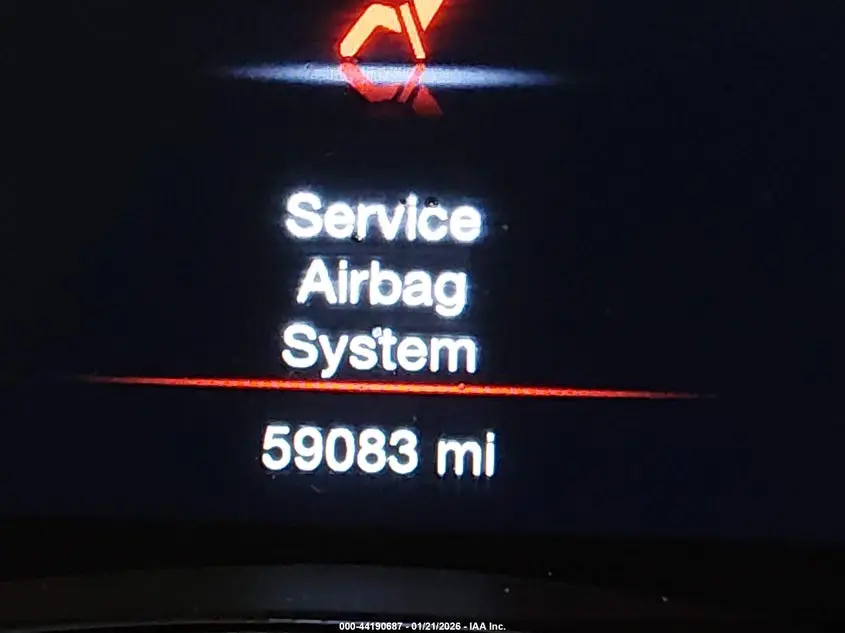 Service
Airbag
System
59083 mi
000-44190687 - 01/21/2026 - IAA Inc.